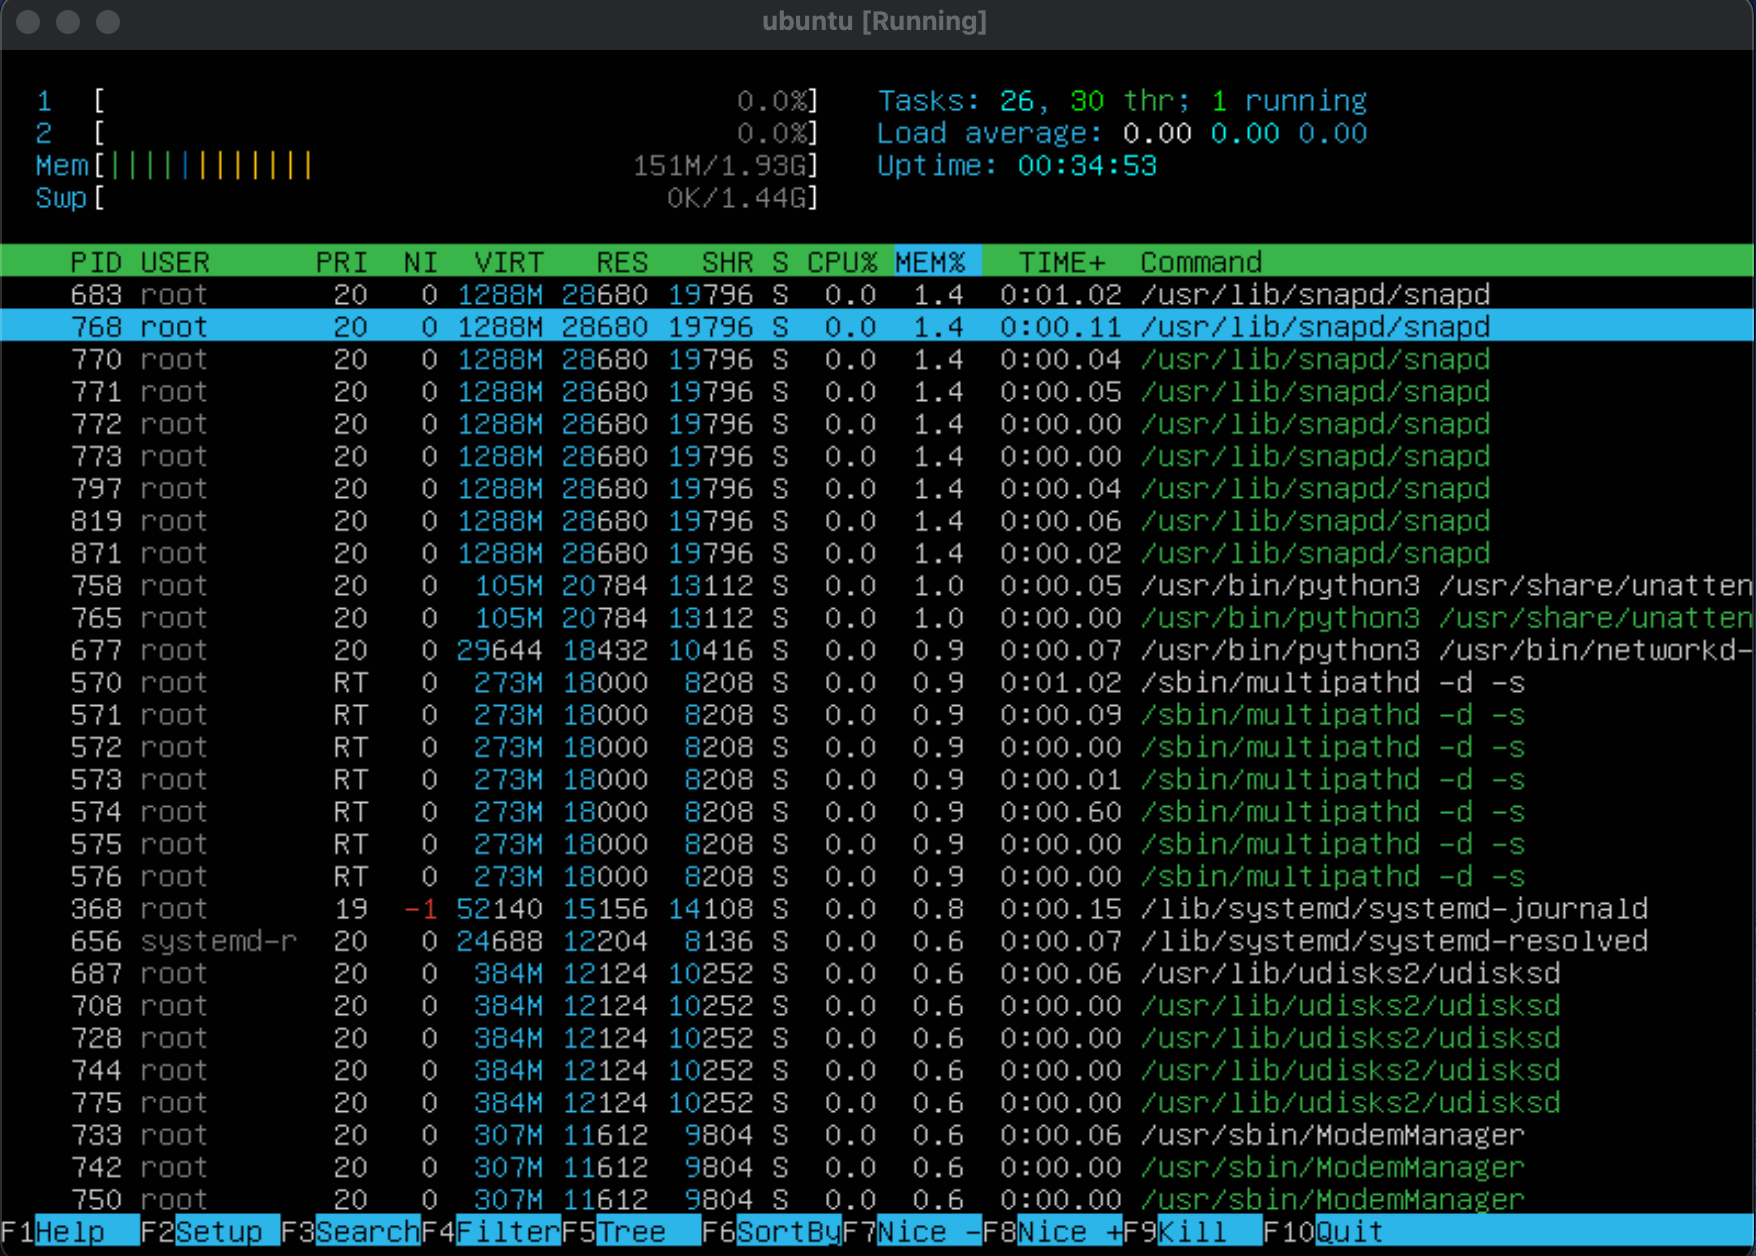 ubuntu [Running]
1 [ 0.0%] Tasks: 26, 30 thr; 1 running
2 [ 0.0%] Load average: 0.00 0.00 0.00
Mem[|||||||||||| 151M/1.93G] Uptime: 00:34:53
Swp[ 0K/1.44G]
PID USER PRI NI VIRT RES SHR S CPU% MEM% TIME+ Command
683 root 20 0 1288M 28680 19796 S 0.0 1.4 0:01.02 /usr/lib/snapd/snapd
768 root 20 0 1288M 28680 19796 S 0.0 1.4 0:00.11 /usr/lib/snapd/snapd
770 root 20 0 1288M 28680 19796 S 0.0 1.4 0:00.04 /usr/lib/snapd/snapd
771 root 20 0 1288M 28680 19796 S 0.0 1.4 0:00.05 /usr/lib/snapd/snapd
772 root 20 0 1288M 28680 19796 S 0.0 1.4 0:00.00 /usr/lib/snapd/snapd
773 root 20 0 1288M 28680 19796 S 0.0 1.4 0:00.00 /usr/lib/snapd/snapd
797 root 20 0 1288M 28680 19796 S 0.0 1.4 0:00.04 /usr/lib/snapd/snapd
819 root 20 0 1288M 28680 19796 S 0.0 1.4 0:00.06 /usr/lib/snapd/snapd
871 root 20 0 1288M 28680 19796 S 0.0 1.4 0:00.02 /usr/lib/snapd/snapd
758 root 20 0 105M 20784 13112 S 0.0 1.0 0:00.05 /usr/bin/python3 /usr/share/unatten
765 root 20 0 105M 20784 13112 S 0.0 1.0 0:00.00 /usr/bin/python3 /usr/share/unatten
677 root 20 0 29644 18432 10416 S 0.0 0.9 0:00.07 /usr/bin/python3 /usr/bin/networkd-
570 root RT 0 273M 18000 8208 S 0.0 0.9 0:01.02 /sbin/multipathd -d -s
571 root RT 0 273M 18000 8208 S 0.0 0.9 0:00.09 /sbin/multipathd -d -s
572 root RT 0 273M 18000 8208 S 0.0 0.9 0:00.00 /sbin/multipathd -d -s
573 root RT 0 273M 18000 8208 S 0.0 0.9 0:00.01 /sbin/multipathd -d -s
574 root RT 0 273M 18000 8208 S 0.0 0.9 0:00.60 /sbin/multipathd -d -s
575 root RT 0 273M 18000 8208 S 0.0 0.9 0:00.00 /sbin/multipathd -d -s
576 root RT 0 273M 18000 8208 S 0.0 0.9 0:00.00 /sbin/multipathd -d -s
368 root 19 -1 52140 15156 14108 S 0.0 0.8 0:00.15 /lib/systemd/systemd-journald
656 systemd-r 20 0 24688 12204 8136 S 0.0 0.6 0:00.07 /lib/systemd/systemd-resolved
687 root 20 0 384M 12124 10252 S 0.0 0.6 0:00.06 /usr/lib/udisks2/udisksd
708 root 20 0 384M 12124 10252 S 0.0 0.6 0:00.00 /usr/lib/udisks2/udisksd
728 root 20 0 384M 12124 10252 S 0.0 0.6 0:00.00 /usr/lib/udisks2/udisksd
744 root 20 0 384M 12124 10252 S 0.0 0.6 0:00.00 /usr/lib/udisks2/udisksd
775 root 20 0 384M 12124 10252 S 0.0 0.6 0:00.00 /usr/lib/udisks2/udisksd
733 root 20 0 307M 11612 9804 S 0.0 0.6 0:00.06 /usr/sbin/ModemManager
742 root 20 0 307M 11612 9804 S 0.0 0.6 0:00.00 /usr/sbin/ModemManager
750 root 20 0 307M 11612 9804 S 0.0 0.6 0:00.00 /usr/sbin/ModemManager
F1Help F2Setup F3SearchF4FilterF5Tree F6SortByF7Nice -F8Nice +F9Kill F10Quit